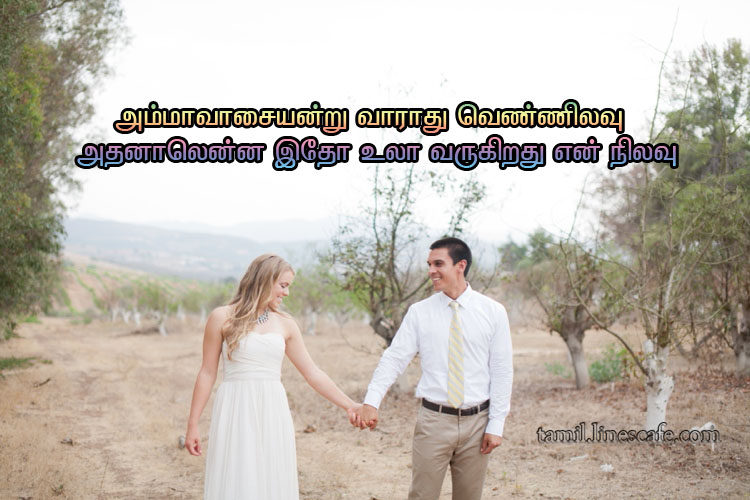 அம்மாவாசையன்று வாராது வெண்ணிலவு
அதனாலென்ன இதோ உலா வருகிறது என் நிலவு
tamil.linescafe.com